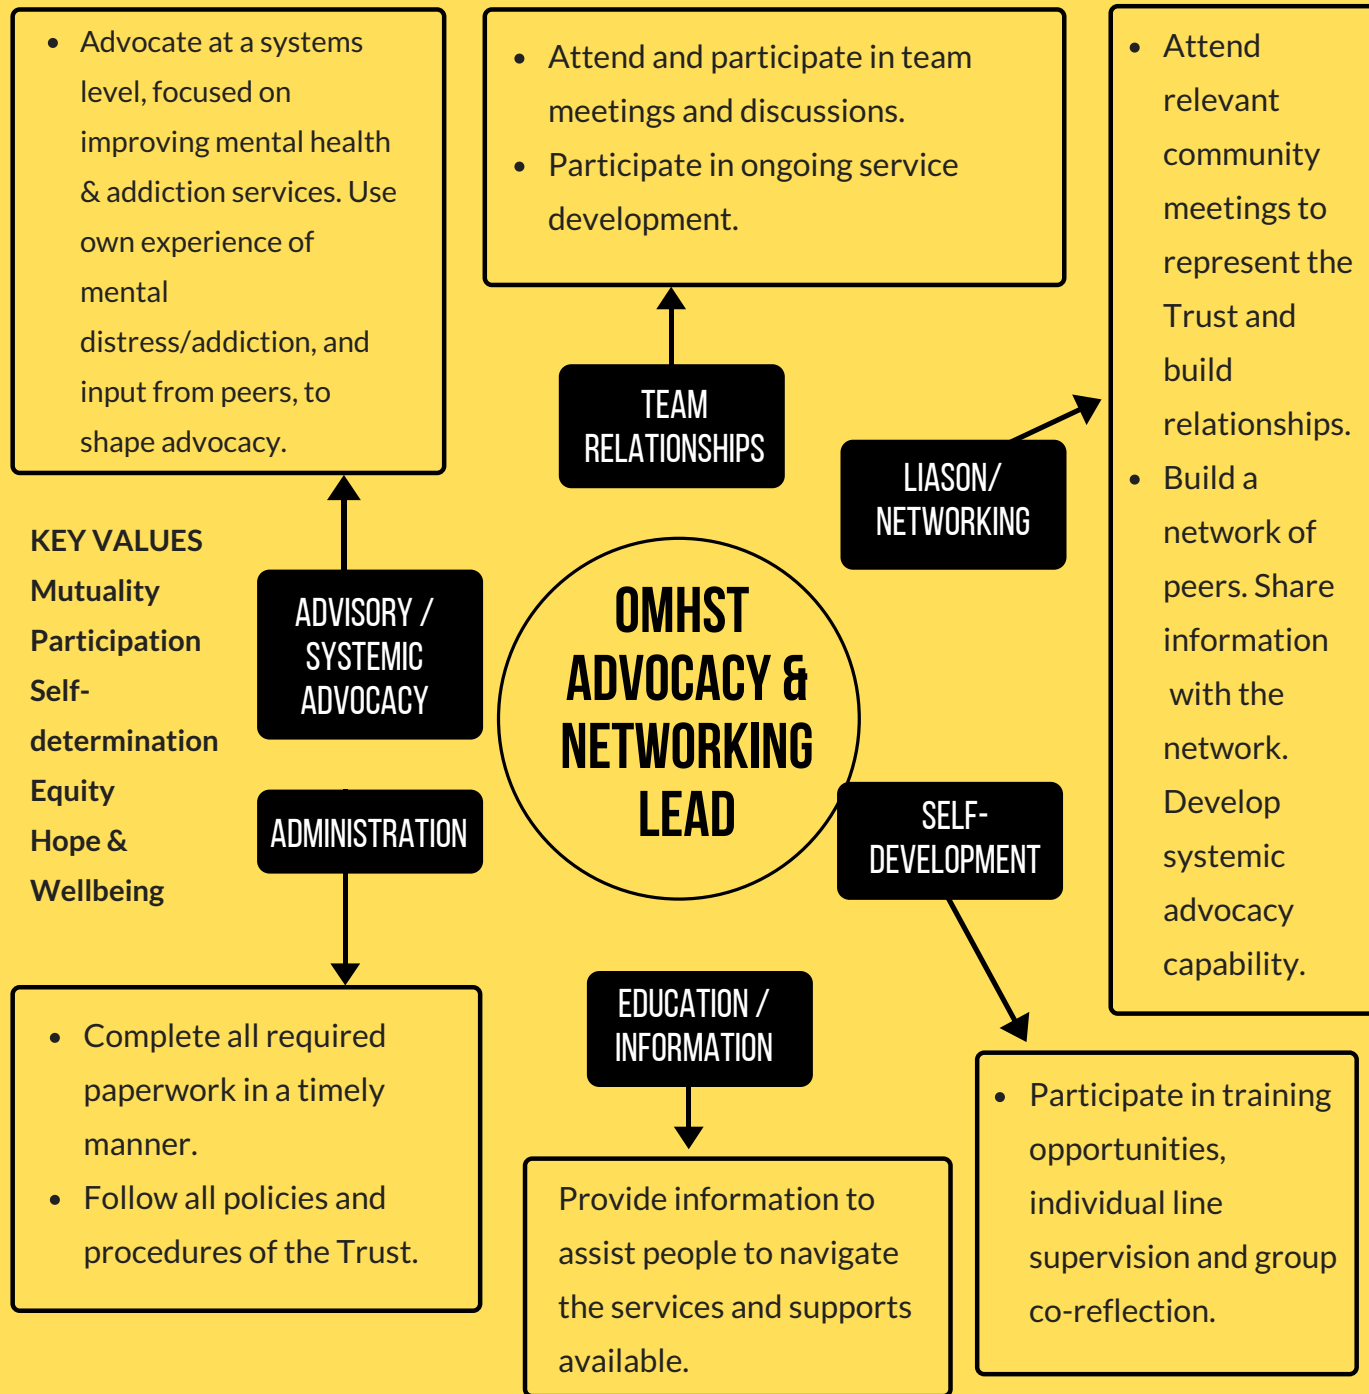 • Advocate at a systems
level, focused on
improving mental health
& addiction services. Use
own experience of
mental
distress/addiction, and
input from peers, to
shape advocacy.
• Attend and participate in team
meetings and discussions.
• Participate in ongoing service
development.
• Attend
relevant
community
meetings to
represent the
Trust and
build
relationships.
• Build a
network of
peers. Share
information
with the
network.
Develop
systemic
advocacy
capability.
TEAM
RELATIONSHIPS
LIASON/
NETWORKING
KEY VALUES
Mutuality
Participation
Self-
determination
Equity
Hope &
Wellbeing
ADVISORY /
SYSTEMIC
ADVOCACY
OMHST
ADVOCACY &
NETWORKING
LEAD
ADMINISTRATION
SELF-
DEVELOPMENT
EDUCATION /
INFORMATION
• Complete all required
paperwork in a timely
manner.
• Follow all policies and
procedures of the Trust.
Provide information to
assist people to navigate
the services and supports
available.
• Participate in training
opportunities,
individual line
supervision and group
co-reflection.